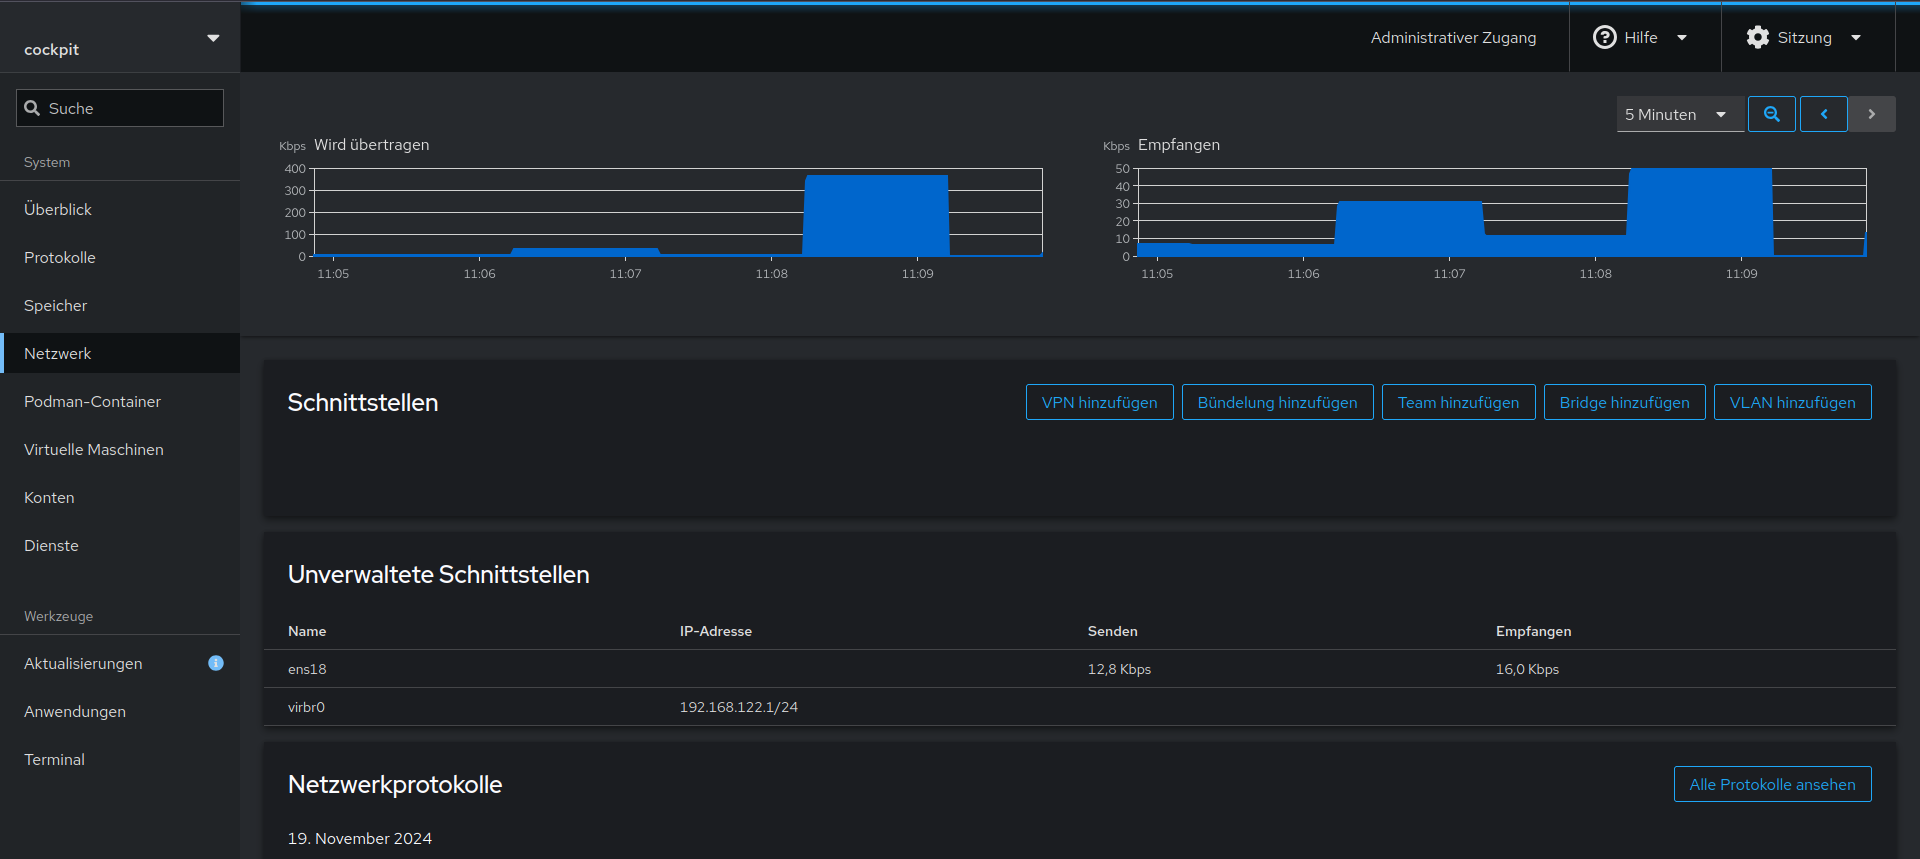 cockpit
Administrativer Zugang
Hilfe
Sitzung
Suche
System
Überblick
Protokolle
Speicher
Netzwerk
Podman-Container
Virtuelle Maschinen
Konten
Dienste
Werkzeuge
Aktualisierungen
Anwendungen
Terminal
5 Minuten
Kbps Wird übertragen
400
300
200
100
0
11:05 11:06 11:07 11:08 11:09
Kbps Empfangen
50
40
30
20
10
0
11:05 11:06 11:07 11:08 11:09
Schnittstellen
VPN hinzufügen Bündelung hinzufügen Team hinzufügen Bridge hinzufügen VLAN hinzufügen
Unverwaltete Schnittstellen
Name IP-Adresse Senden Empfangen
ens18 12,8 Kbps 16,0 Kbps
virbr0 192.168.122.1/24
Netzwerkprotokolle
Alle Protokolle ansehen
19. November 2024